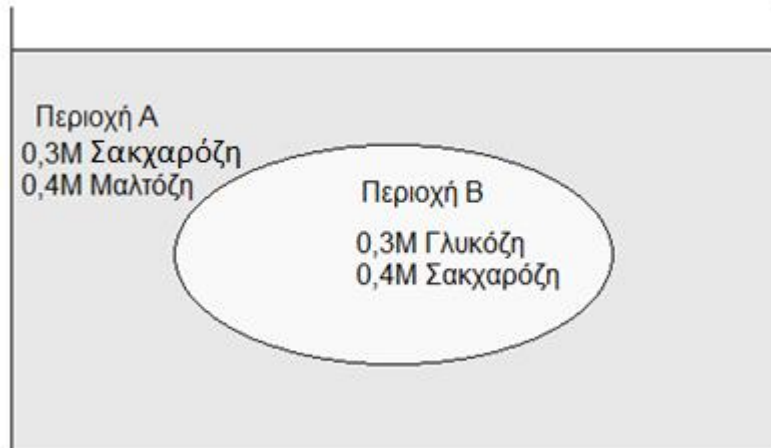 Περιοχή Α
0,3Μ Σακχαρόζη
0,4Μ Μαλτόζη
Περιοχή Β
0,3Μ Γλυκόζη
0,4Μ Σακχαρόζη